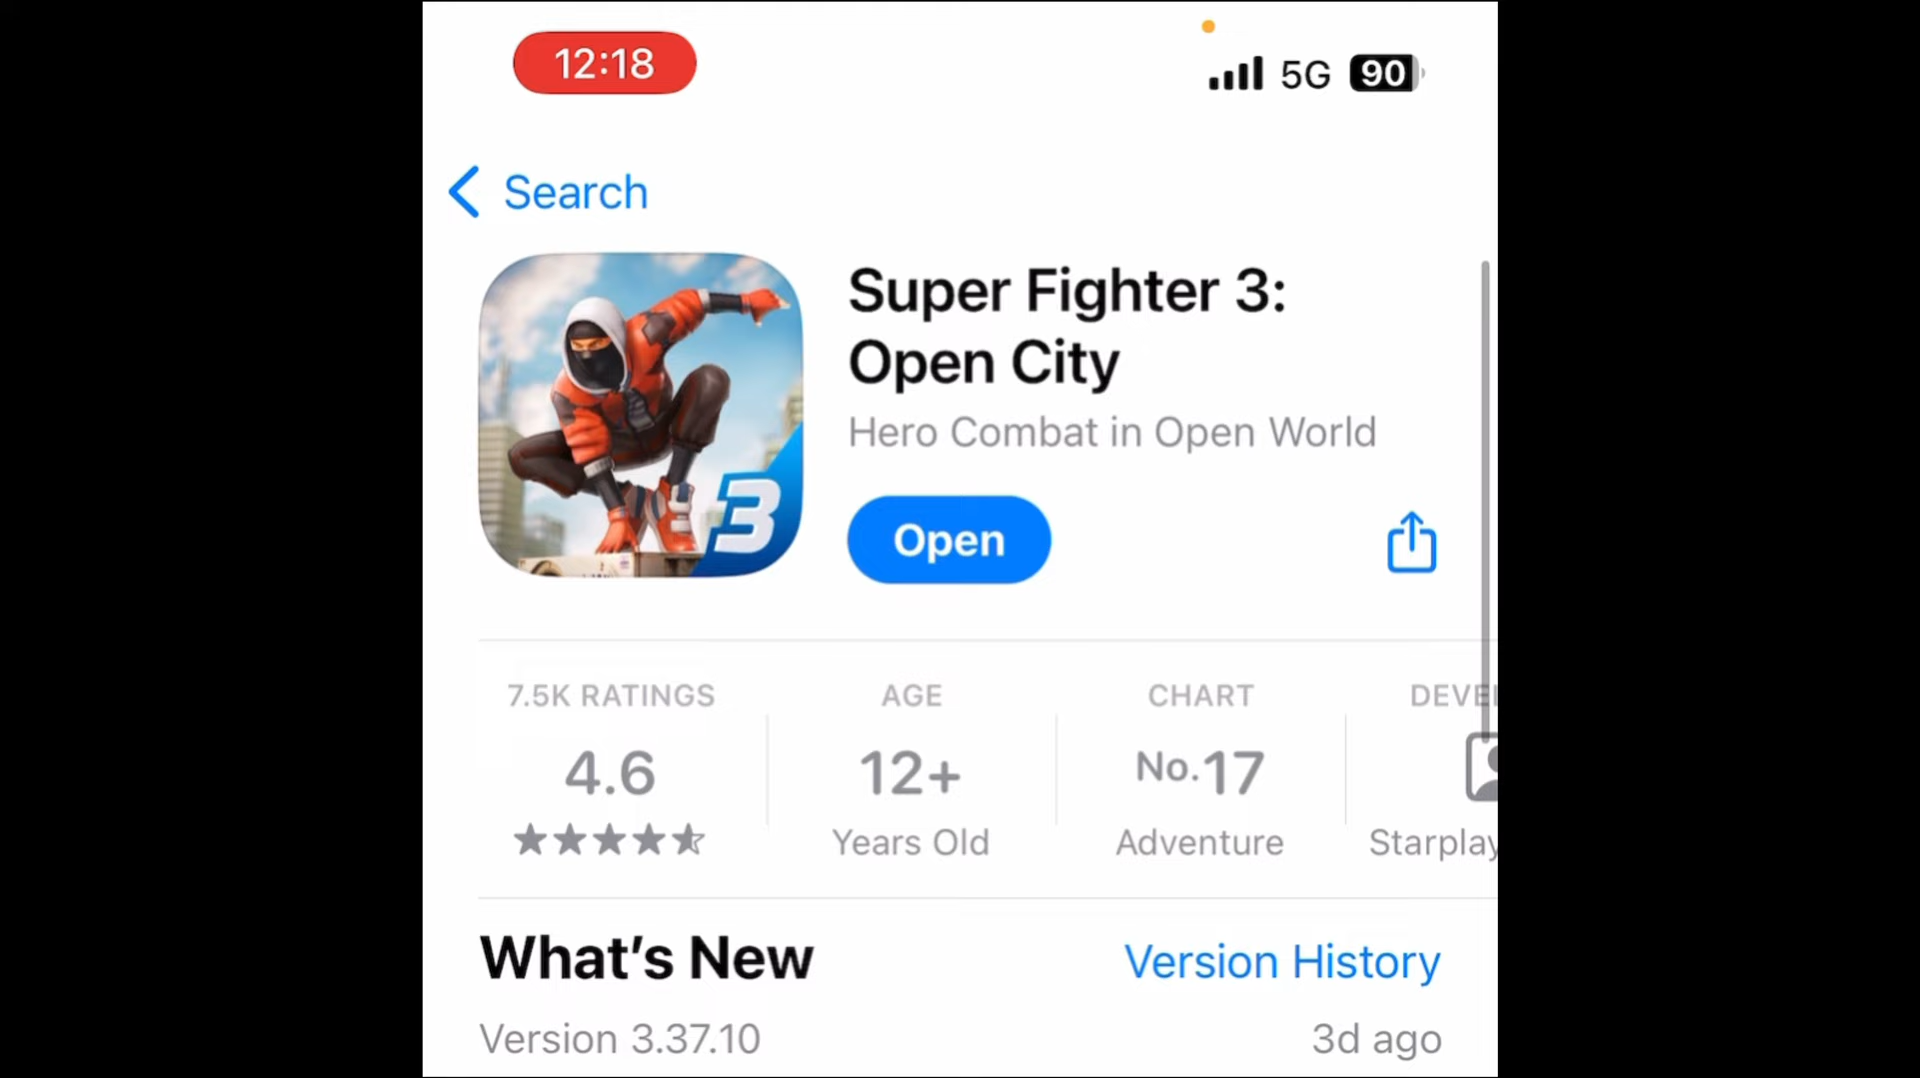 12:18
5G 90
Search
Super Fighter 3:
Open City
Hero Combat in Open World
Open
3
7.5K RATINGS
AGE
CHART
DEVE
4.6
12+
No.17
Years Old
Adventure
Starplay
What's New
Version History
Version 3.37.10
3d ago